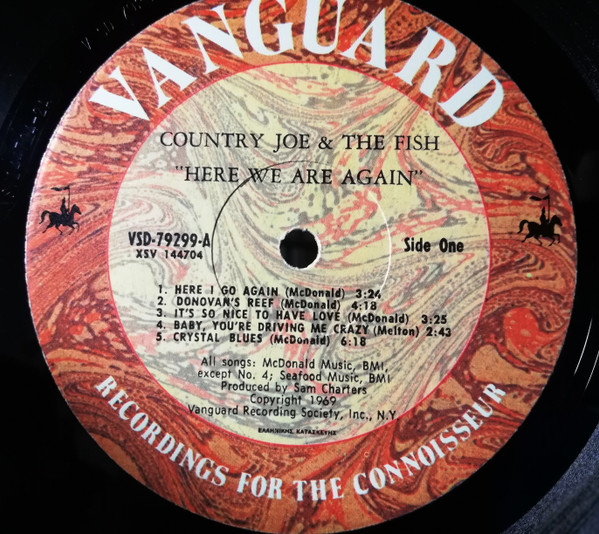 VANGUARD
COUNTRY JOE & THE FISH
"HERE WE ARE AGAIN"
VSD-79299-A
XSV 144704
Side One
1. HERE I GO AGAIN (McDonald) 3:24
2. DONOVAN'S REEF (McDonald) 4:18
3. IT'S SO NICE TO HAVE LOVE (McDonald) 3:25
4. BABY, YOU'RE DRIVING ME CRAZY (Melton) 2:43
5. CRYSTAL BLUES (McDonald) 6:18
All songs: McDonald Music, BMI,
except No. 4; Seafood Music, BMI
Produced by Sam Charters
Copyright 1969
Vanguard Recording Society, Inc., N.Y
ΕΛΛΗΝΙΚΗΣ ΚΑΤΑΣΚΕΥΗΣ
RECORDINGS FOR THE CONNOISSEUR